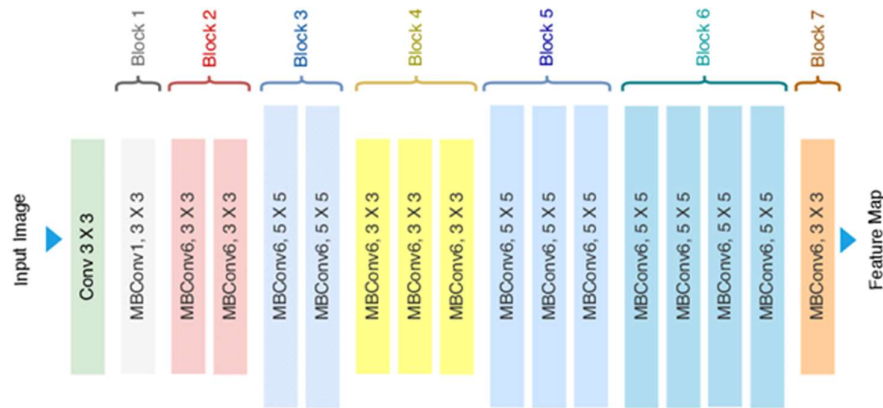 Input Image
Conv 3 X 3
Block 1
MBConv1, 3 X 3
Block 2
MBConv6, 3 X 3
MBConv6, 3 X 3
Block 3
MBConv6, 5 X 5
MBConv6, 5 X 5
Block 4
MBConv6, 3 X 3
MBConv6, 3 X 3
MBConv6, 3 X 3
Block 5
MBConv6, 5 X 5
MBConv6, 5 X 5
MBConv6, 5 X 5
Block 6
MBConv6, 5 X 5
MBConv6, 5 X 5
MBConv6, 5 X 5
MBConv6, 5 X 5
Block 7
MBConv6, 3 X 3
Feature Map